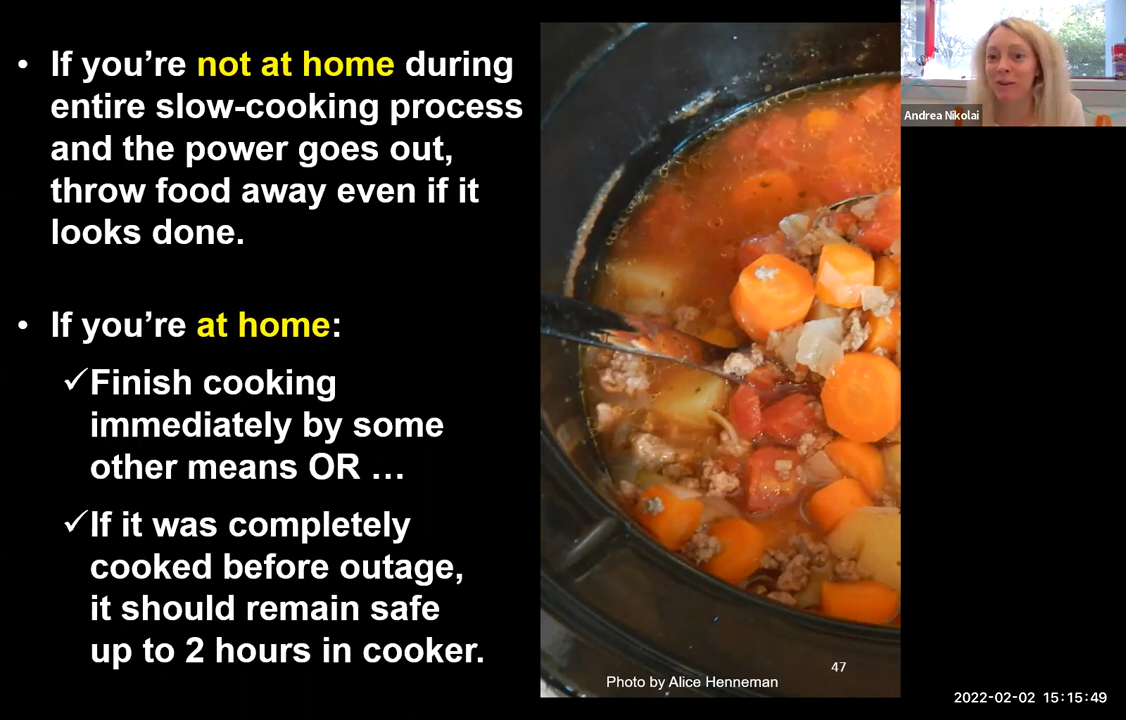 • If you’re not at home during
entire slow-cooking process
and the power goes out,
throw food away even if it
looks done.
• If you’re at home:
✓Finish cooking
immediately by some
other means OR …
✓If it was completely
cooked before outage,
it should remain safe
up to 2 hours in cooker.
47
Photo by Alice Henneman
Andrea Nikolai
2022-02-02 15:15:49